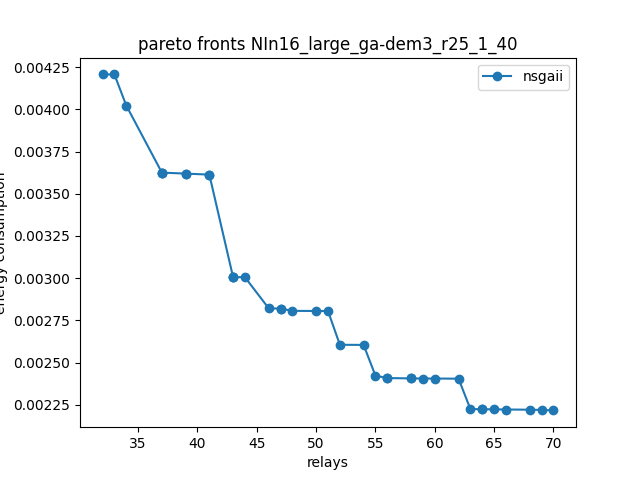 pareto fronts NIn16_large_ga-dem3_r25_1_40
nsgaii
0.00425
0.00400
0.00375
0.00350
0.00325
0.00300
0.00275
0.00250
0.00225
energy consumption
35 40 45 50 55 60 65 70
relays